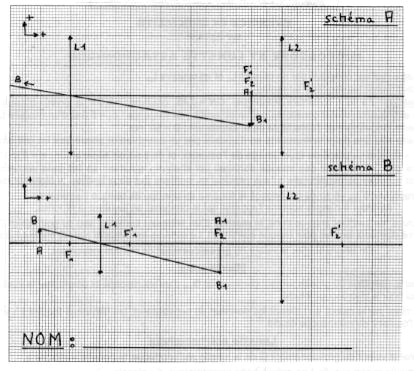 schéma A
+
+
L1
L2
F'1
F2
A1
F'2
B
B1
schéma B
+
+
L2
B
L1
F'1
A1
F2
F'2
A
F1
B1
NOM :